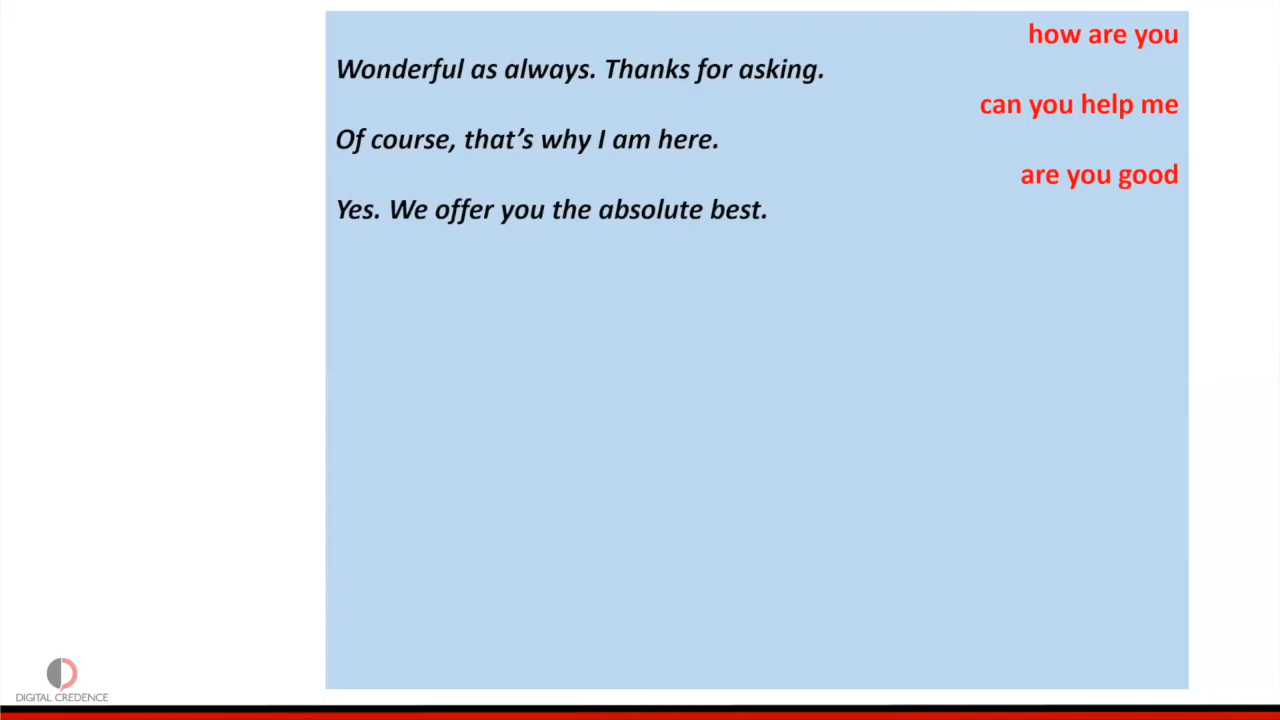 how are you
Wonderful as always. Thanks for asking.
can you help me
Of course, that's why I am here.
are you good
Yes. We offer you the absolute best.
DIGITAL CREDENCE